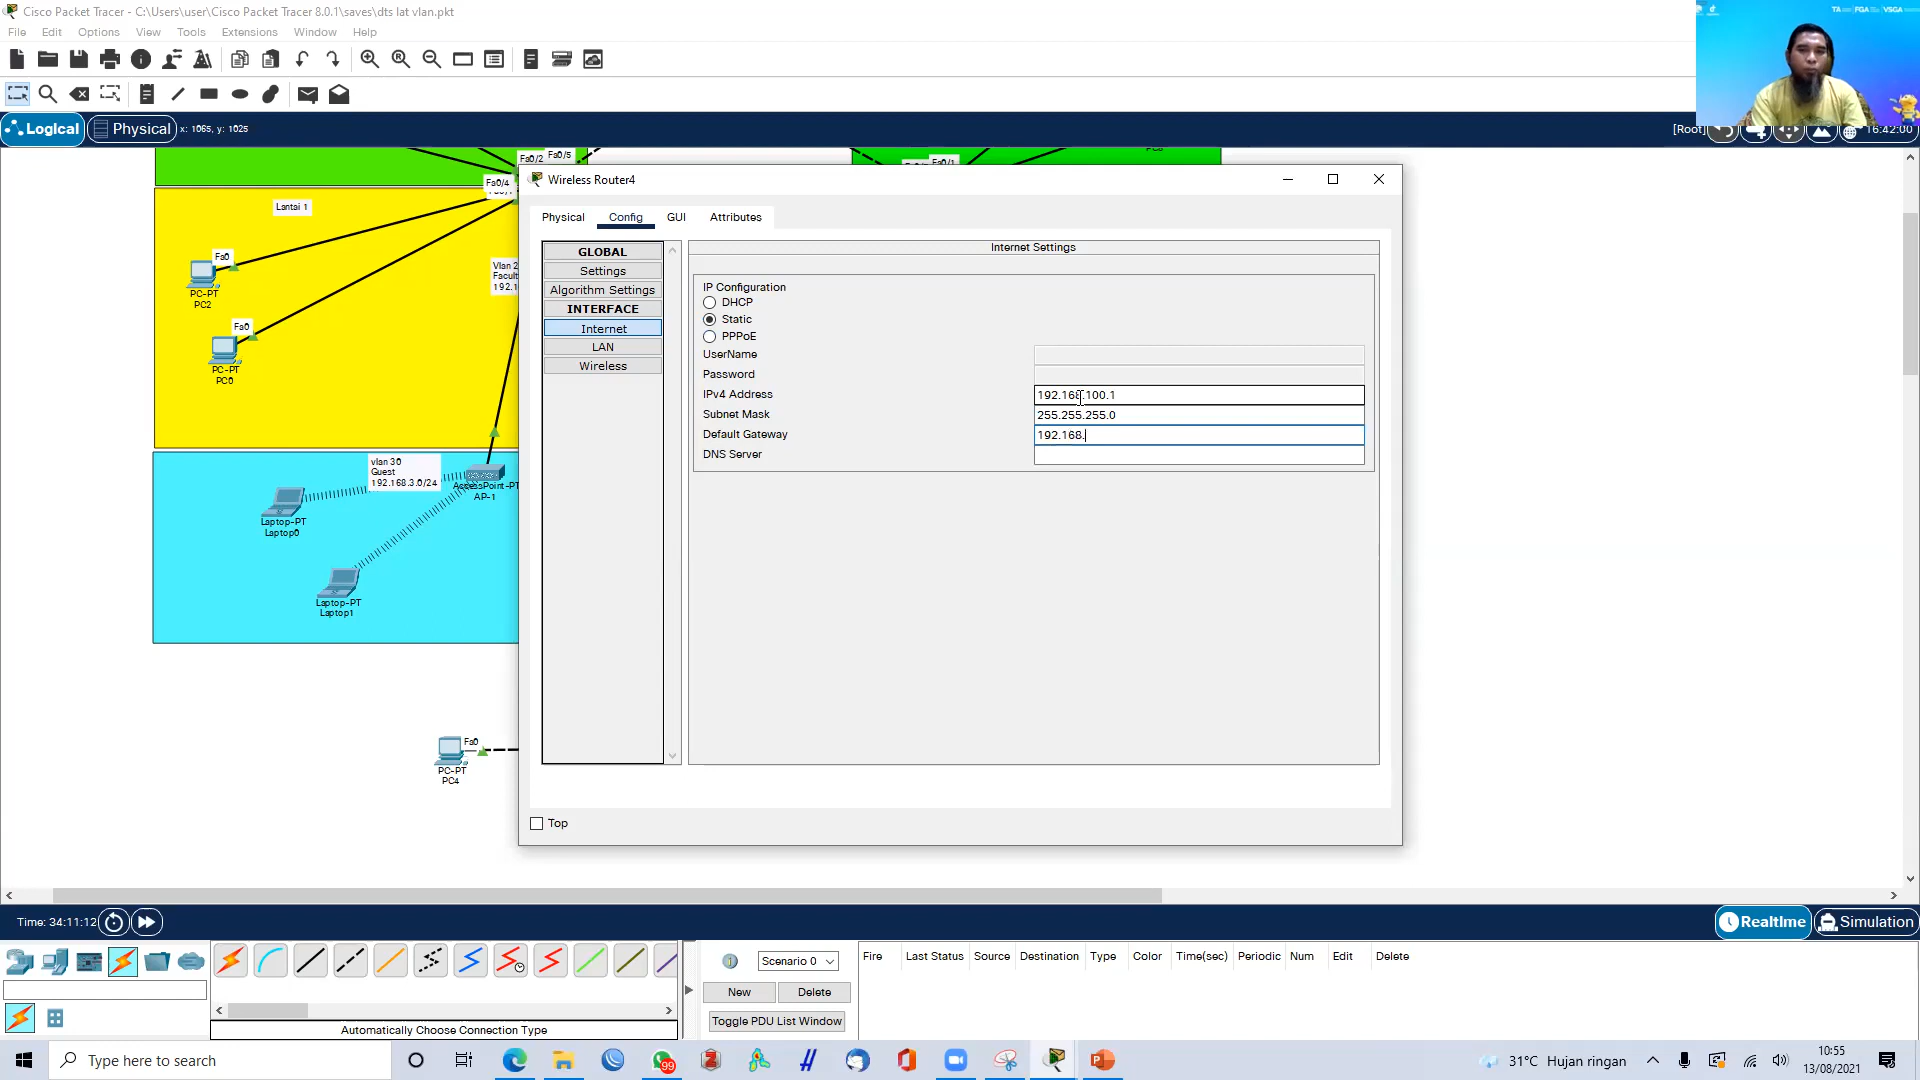 Cisco Packet Tracer - C:\Users\user\Cisco Packet Tracer 8.0.1\saves\dts lat vlan.pkt
File Edit Options View Tools Extensions Window Help
TA FGA VSGA
Logical Physical x: 1065, y: 1025
[Root] 16:42:00
Fa0/2 Fa0/5
Fa0/1
Fa0/4
Lantai 1
Fa0
PC-PT
PC2
Fa0
PC-PT
PC0
Vlan 2
Facult
192.1
vlan 30
Guest
192.168.3.0/24
AccessPoint-PT
AP-1
Laptop-PT
Laptop0
Laptop-PT
Laptop1
Fa0
PC-PT
PC4
Wireless Router4
Physical Config GUI Attributes
GLOBAL
Settings
Algorithm Settings
INTERFACE
Internet
LAN
Wireless
Internet Settings
IP Configuration
DHCP
Static
PPPoE
UserName
Password
IPv4 Address 192.168.100.1
Subnet Mask 255.255.255.0
Default Gateway 192.168.
DNS Server
Top
Time: 34:11:12
Realtime Simulation
Scenario 0
New Delete
Toggle PDU List Window
Fire Last Status Source Destination Type Color Time(sec) Periodic Num Edit Delete
Automatically Choose Connection Type
Type here to search
99
31°C Hujan ringan
10:55
13/08/2021